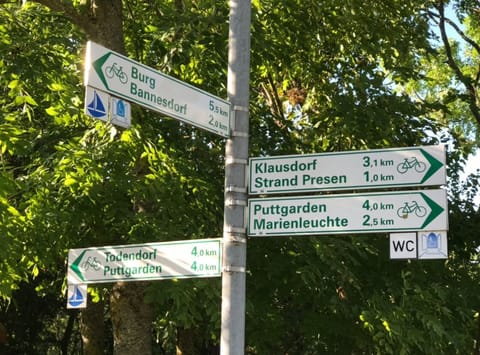 Burg 5,5 km
Bannesdorf 2,0 km
Klausdorf 3,1 km
Strand Presen 1,0 km
Puttgarden 4,0 km
Marienleuchte 2,5 km
WC
Todendorf 4,0 km
Puttgarden 4,0 km